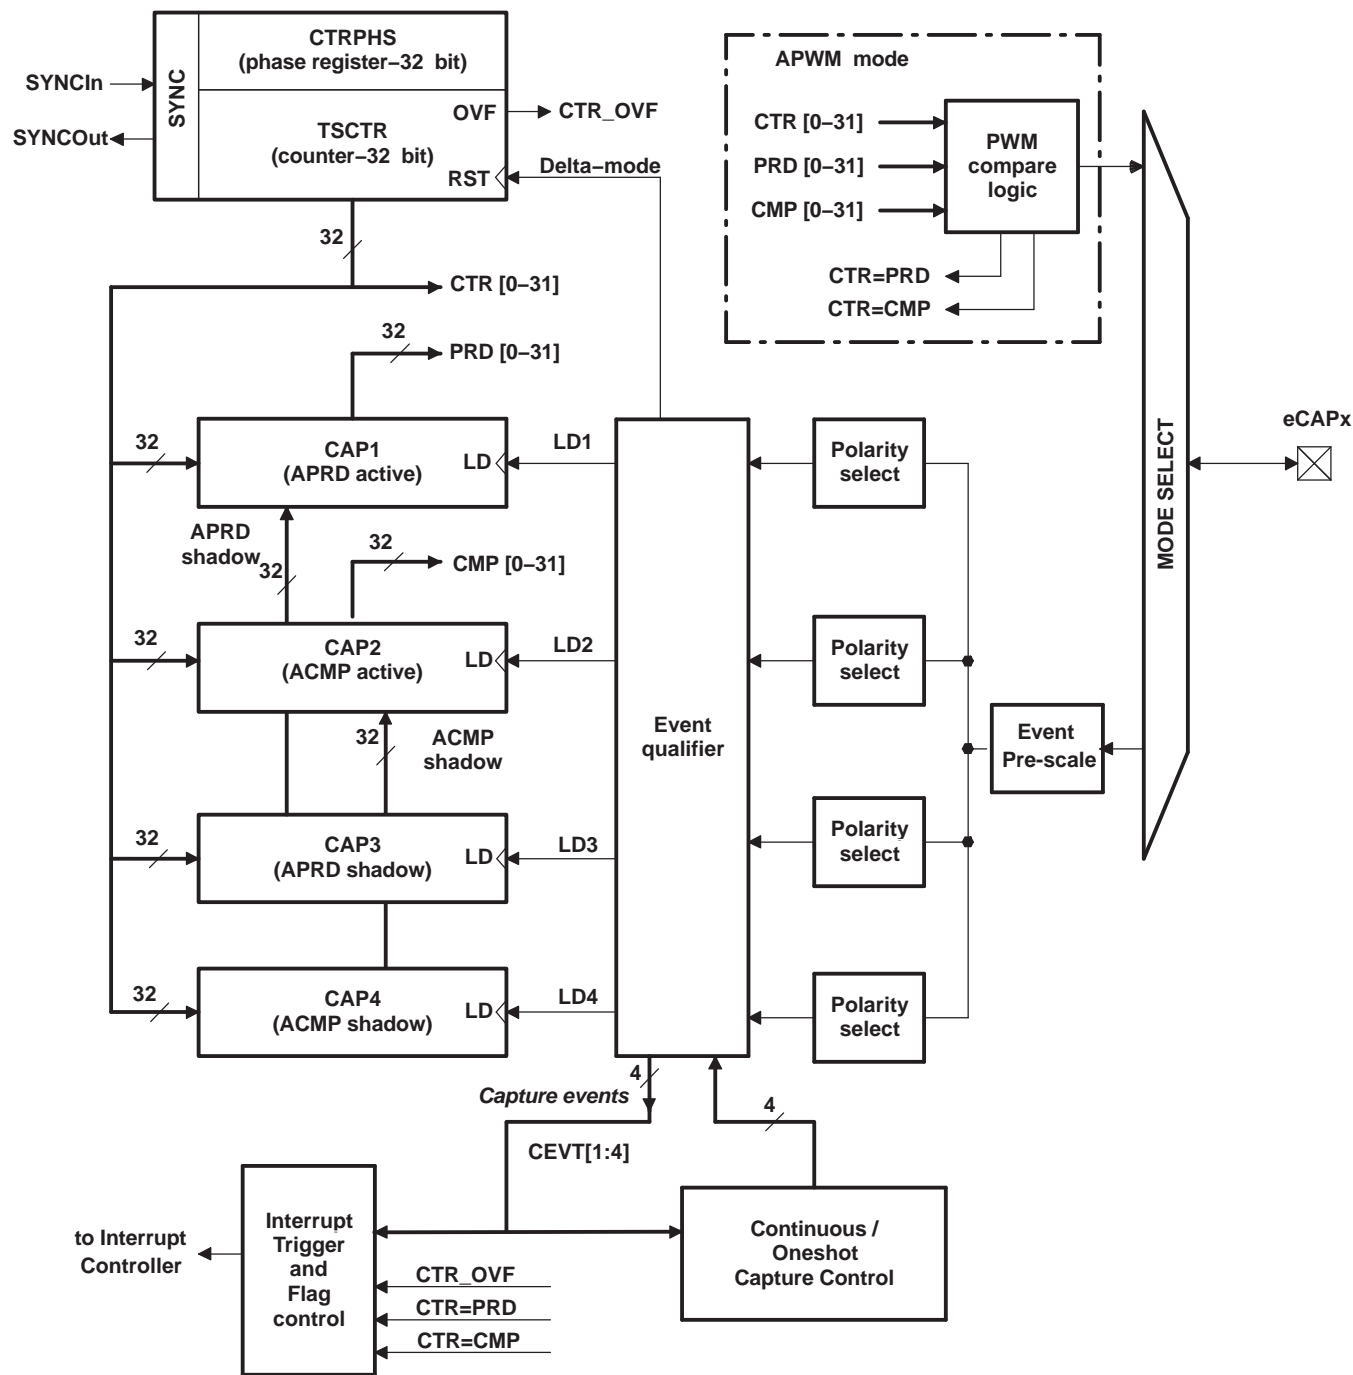 CTRPHS
(phase register−32 bit)
APWM mode
SYNCIn
SYNC
OVF
CTR_OVF
SYNCOut
TSCTR
(counter−32 bit)
RST
Delta−mode
CTR [0−31]
PRD [0−31]
CMP [0−31]
PWM
compare
logic
CTR=PRD
CTR=CMP
32
CTR [0−31]
32
PRD [0−31]
eCAPx
MODE SELECT
32
CAP1
(APRD active)
LD
LD1
Polarity
select
APRD
shadow
32
32
CMP [0−31]
32
CAP2
(ACMP active)
LD
LD2
Polarity
select
32
ACMP
shadow
Event
qualifier
Event
Pre-scale
32
CAP3
(APRD shadow)
LD
LD3
Polarity
select
32
CAP4
(ACMP shadow)
LD
LD4
Polarity
select
4
Capture events
4
CEVT[1:4]
to Interrupt
Controller
Interrupt
Trigger
and
Flag
control
CTR_OVF
CTR=PRD
CTR=CMP
Continuous /
Oneshot
Capture Control